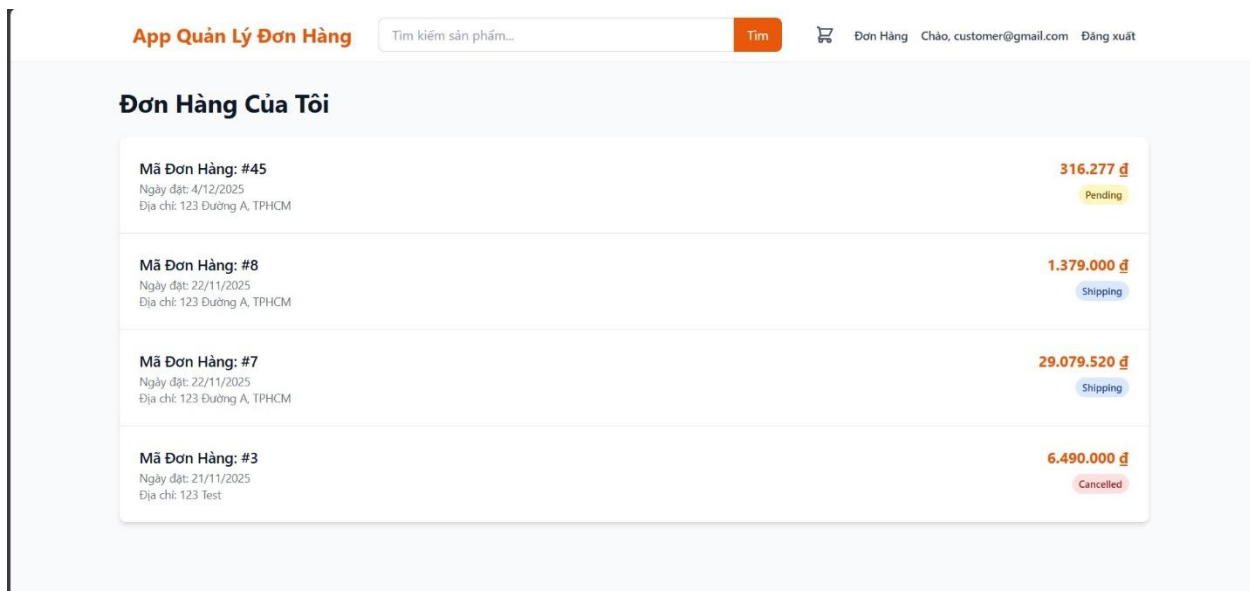 App Quản Lý Đơn Hàng
Tìm kiếm sản phẩm...
Tìm
Đơn Hàng
Chào, customer@gmail.com
Đăng xuất
Đơn Hàng Của Tôi
Mã Đơn Hàng: #45
316.277 ₫
Ngày đặt: 4/12/2025
Pending
Địa chỉ: 123 Đường A, TPHCM
Mã Đơn Hàng: #8
1.379.000 ₫
Ngày đặt: 22/11/2025
Shipping
Địa chỉ: 123 Đường A, TPHCM
Mã Đơn Hàng: #7
29.079.520 ₫
Ngày đặt: 22/11/2025
Shipping
Địa chỉ: 123 Đường A, TPHCM
Mã Đơn Hàng: #3
6.490.000 ₫
Ngày đặt: 21/11/2025
Cancelled
Địa chỉ: 123 Test